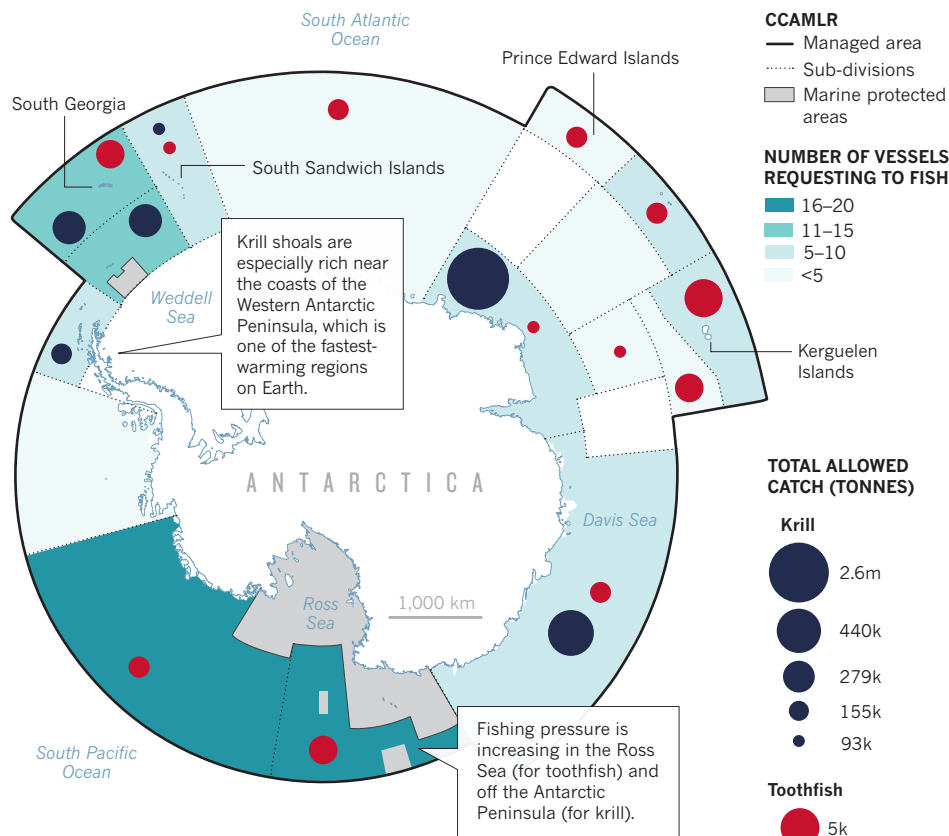 South Atlantic
Ocean
Prince Edward Islands
South Georgia
South Sandwich Islands
Krill shoals are
especially rich near
the coasts of the
Western Antarctic
Peninsula, which is
one of the fastest-
warming regions
on Earth.
Weddell
Sea
Kerguelen
Islands
ANTARCTICA
Davis Sea
Ross
Sea
1,000 km
South Pacific
Ocean
Fishing pressure is
increasing in the Ross
Sea (for toothfish) and
off the Antarctic
Peninsula (for krill).
CCAMLR
Managed area
Sub-divisions
Marine protected
areas
NUMBER OF VESSELS
REQUESTING TO FISH
16–20
11–15
5–10
<5
TOTAL ALLOWED
CATCH (TONNES)
Krill
2.6m
440k
279k
155k
93k
Toothfish
5k